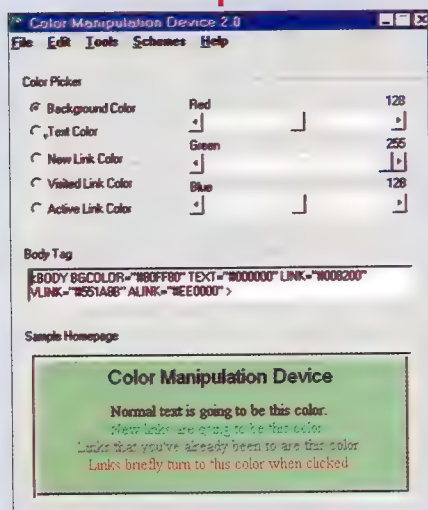 Color Manipulation Device 2.0
File Edit Tools Schemes Help
Color Picker
Background Color
Text Color
New Link Color
Visited Link Color
Active Link Color
Red 128
Green 255
Blue 128
Body Tag
<BODY BGCOLOR="#80FF80" TEXT="#000000" LINK="#008200"
VLINK="#551A8B" ALINK="#EE0000">
Sample Homepage
Color Manipulation Device
Normal text is going to be this color.
New links are going to be this color
Links that you've already been to are this color
Links briefly turn to this color when clicked